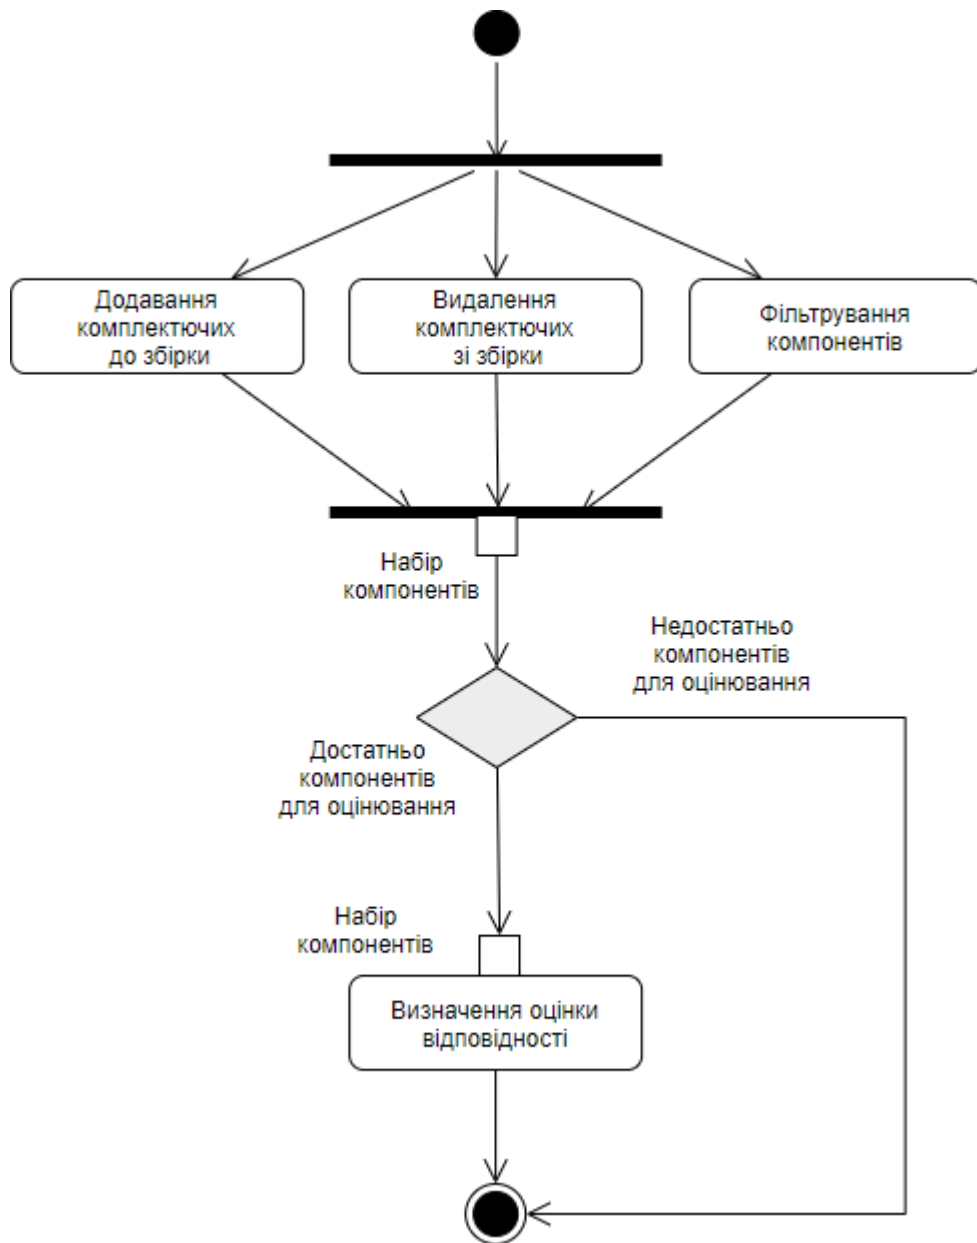 Додавання
комплектючих
до збірки
Видалення
комплектючих
зі збірки
Фільтрування
компонентів
Набір
компонентів
Недостатньо
компонентів
для оцінювання
Достатньо
компонентів
для оцінювання
Набір
компонентів
Визначення оцінки
відповідності